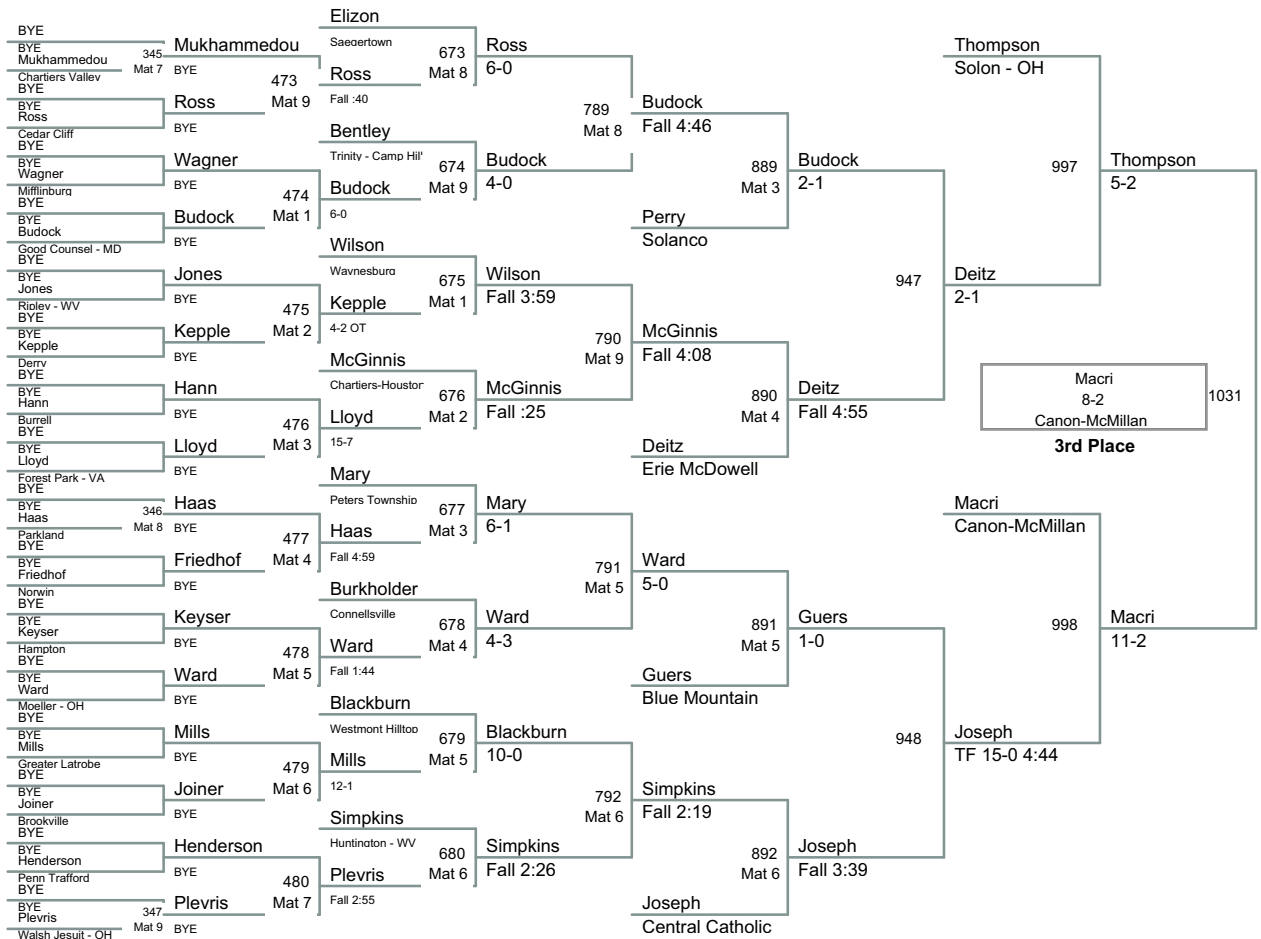 BYE
BYE
Mukhammedou
Chartiers Valley
BYE
BYE
Ross
Cedar Cliff
BYE
BYE
Wagner
Mifflinburg
BYE
BYE
Budock
Good Counsel - MD
BYE
BYE
Jones
Ripley - WV
BYE
BYE
Kepple
Derry
BYE
BYE
Hann
Burrell
BYE
BYE
Lloyd
Forest Park - VA
BYE
BYE
Haas
Parkland
BYE
BYE
Friedhof
Norwin
BYE
BYE
Keyser
Hampton
BYE
BYE
Ward
Moeller - OH
BYE
BYE
Mills
Greater Latrobe
BYE
BYE
Joiner
Brookville
BYE
BYE
Henderson
Penn Trafford
BYE
BYE
Plevris
Walsh Jesuit - OH
345
Mat 7
346
Mat 8
347
Mat 9
Mukhammedou
BYE
Ross
BYE
Wagner
BYE
Budock
BYE
Jones
BYE
Kepple
BYE
Hann
BYE
Lloyd
BYE
Haas
BYE
Friedhof
BYE
Keyser
BYE
Ward
BYE
Mills
BYE
Joiner
BYE
Henderson
BYE
Plevris
BYE
473
Mat 9
474
Mat 1
475
Mat 2
476
Mat 3
477
Mat 4
478
Mat 5
479
Mat 6
480
Mat 7
Elizon
Saegertown
Ross
Fall :40
Bentley
Trinity - Camp Hill
Budock
6-0
Wilson
Waynesburg
Kepple
4-2 OT
McGinnis
Chartiers-Houston
Lloyd
15-7
Mary
Peters Township
Haas
Fall 4:59
Burkholder
Connellsville
Ward
Fall 1:44
Blackburn
Westmont Hilltop
Mills
12-1
Simpkins
Huntington - WV
Plevris
Fall 2:55
673
Mat 8
674
Mat 9
675
Mat 1
676
Mat 2
677
Mat 3
678
Mat 4
679
Mat 5
680
Mat 6
Ross
6-0
Budock
4-0
Wilson
Fall 3:59
McGinnis
Fall :25
Mary
6-1
Ward
4-3
Blackburn
10-0
Simpkins
Fall 2:26
789
Mat 8
790
Mat 9
791
Mat 5
792
Mat 6
Budock
Fall 4:46
Perry
Solanco
McGinnis
Fall 4:08
Deitz
Erie McDowell
Ward
5-0
Guers
Blue Mountain
Simpkins
Fall 2:19
Joseph
Central Catholic
889
Mat 3
890
Mat 4
891
Mat 5
892
Mat 6
Budock
2-1
Deitz
Fall 4:55
Guers
1-0
Joseph
Fall 3:39
947
948
Thompson
Solon - OH
Deitz
2-1
Macri
Canon-McMillan
Joseph
TF 15-0 4:44
997
998
Thompson
5-2
Macri
11-2
Macri
8-2
Canon-McMillan
1031
3rd Place